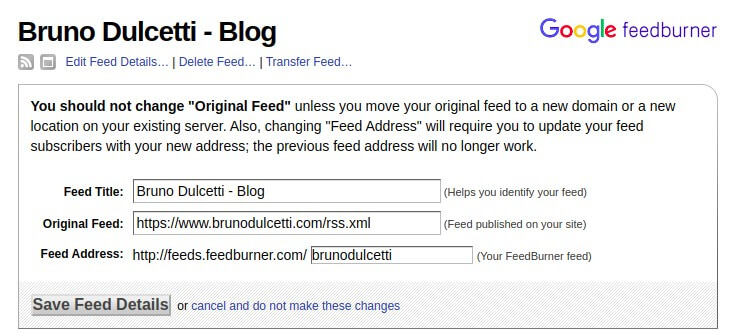 Bruno Dulcetti - Blog
Google feedburner
Edit Feed Details… | Delete Feed… | Transfer Feed…
You should not change "Original Feed" unless you move your original feed to a new domain or a new
location on your existing server. Also, changing "Feed Address" will require you to update your feed
subscribers with your new address; the previous feed address will no longer work.
Feed Title: Bruno Dulcetti - Blog (Helps you identify your feed)
Original Feed: https://www.brunodulcetti.com/rss.xml (Feed published on your site)
Feed Address: http://feeds.feedburner.com/ brunodulcetti (Your FeedBurner feed)
Save Feed Details or cancel and do not make these changes